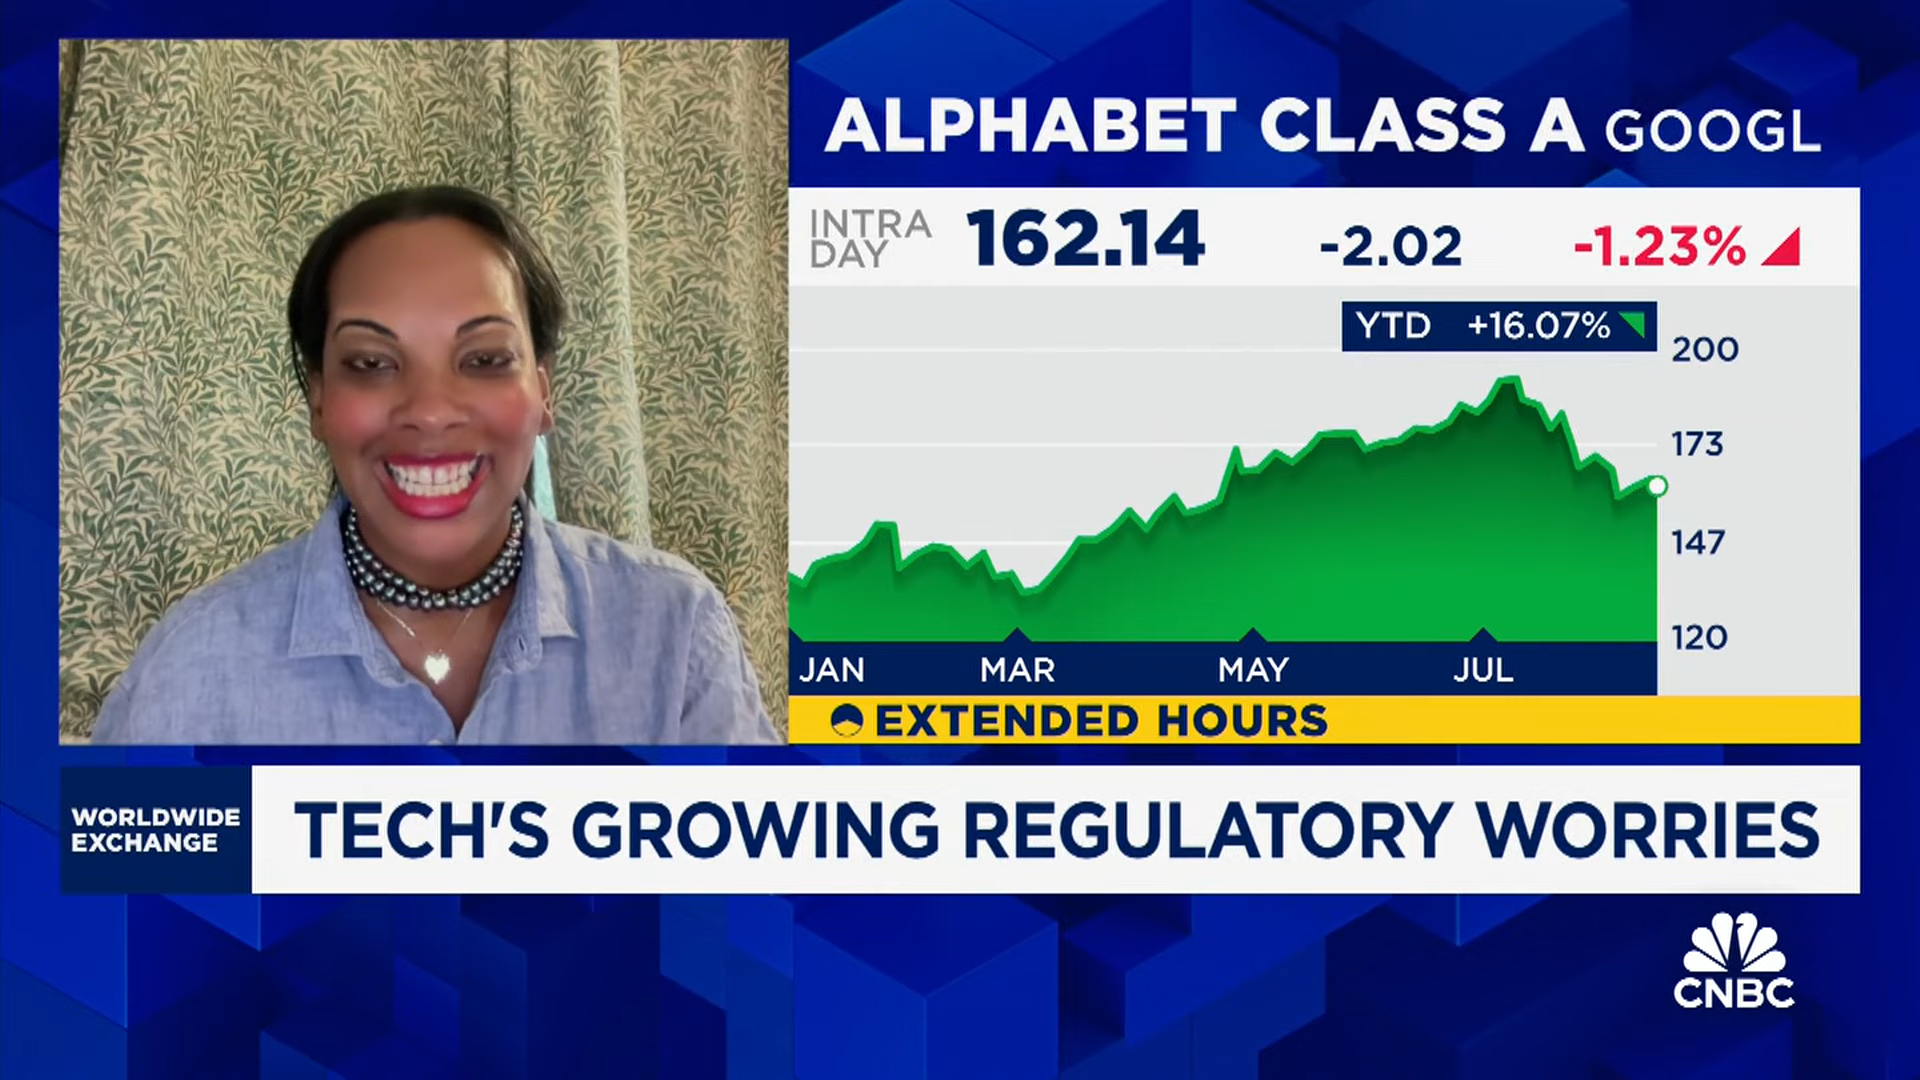 ALPHABET CLASS A GOOGL
INTRA
DAY
162.14 -2.02 -1.23%
YTD +16.07%
200
173
147
120
JAN MAR MAY JUL
EXTENDED HOURS
WORLDWIDE
EXCHANGE
TECH'S GROWING REGULATORY WORRIES
CNBC